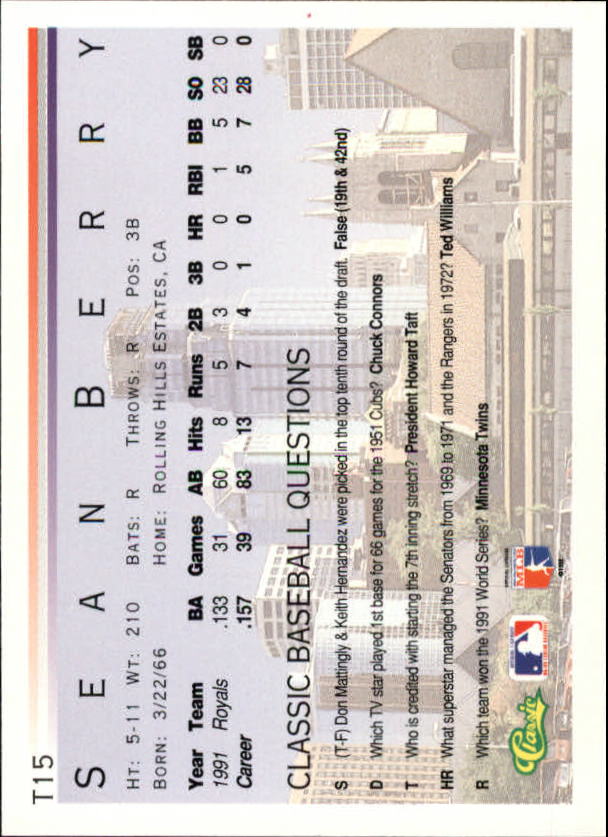 T15
SEAN BERRY
HT: 5-11 WT: 210 BATS: R THROWS: R POS: 3B
BORN: 3/22/66 HOME: ROLLING HILLS ESTATES, CA
Year Team BA Games AB Hits Runs 2B 3B HR RBI BB SO SB
1991 Royals .133 31 60 8 5 3 0 0 1 5 23 0
Career .157 39 83 13 7 4 1 0 5 7 28 0
CLASSIC BASEBALL QUESTIONS
S (T-F) Don Mattingly & Keith Hernandez were picked in the top tenth round of the draft. False (19th & 42nd)
D Which TV star played 1st base for 66 games for the 1951 Cubs? Chuck Connors
T Who is credited with starting the 7th inning stretch? President Howard Taft
HR What superstar managed the Senators from 1969 to 1971 and the Rangers in 1972? Ted Williams
R Which team won the 1991 World Series? Minnesota Twins
Classic
MLB